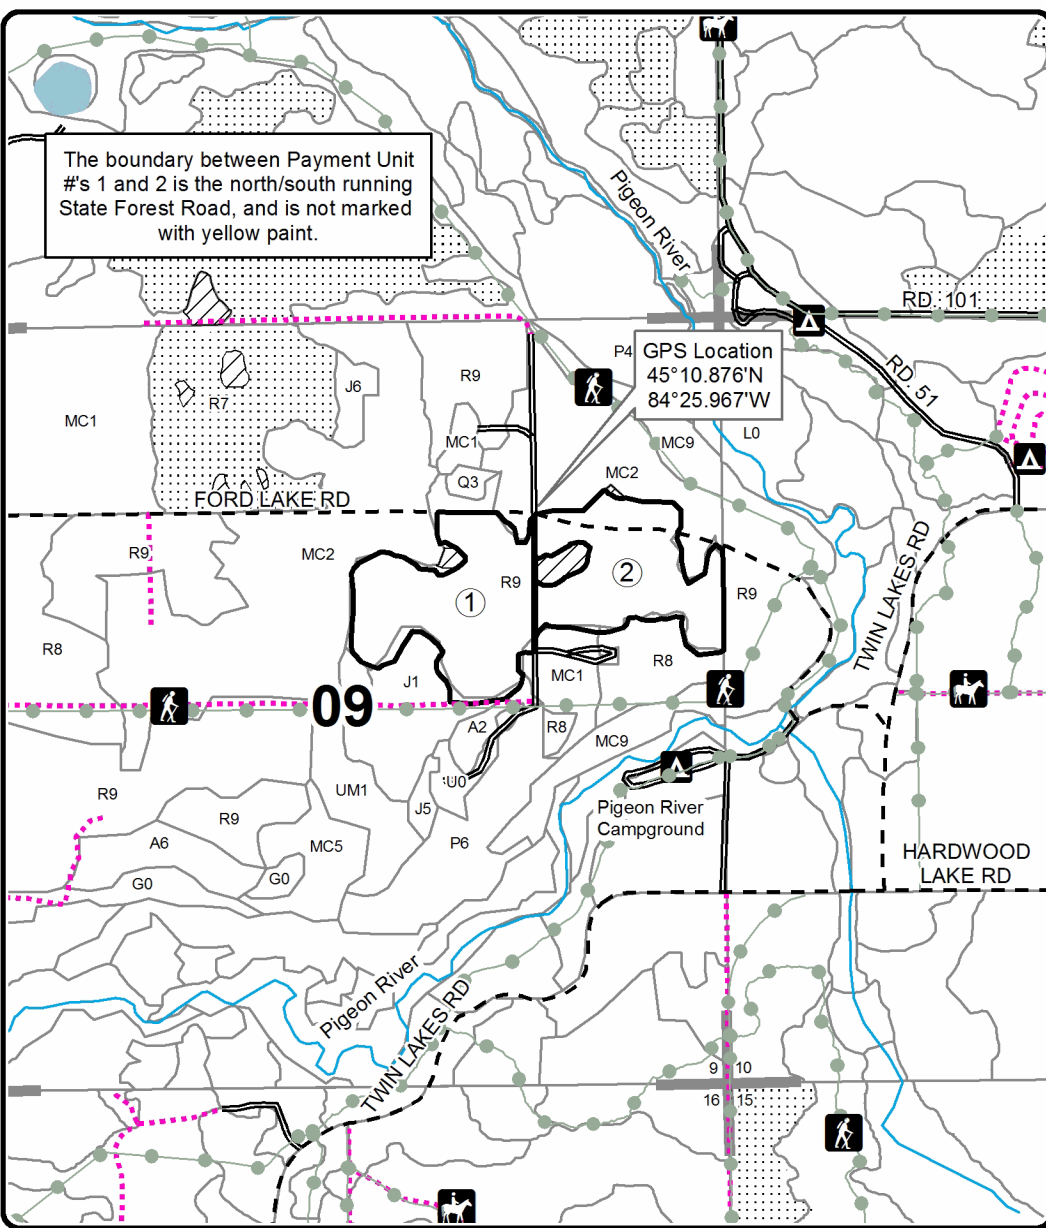 The boundary between Payment Unit
#'s 1 and 2 is the north/south running
State Forest Road, and is not marked
with yellow paint.
Pigeon River
RD. 101
RD. 51
GPS Location
45°10.876'N
84°25.967'W
P4
R9
J6
R7
MC1
MC1
MC9
L0
Q3
MC2
FORD LAKE RD
R9
MC2
R9
1
2
R9
TWIN LAKES RD
R8
J1
MC1
R8
09
A2
R8
MC9
U0
UM1
R9
R9
J5
Pigeon River
Campground
A6
MC5
P6
G0
G0
HARDWOOD
LAKE RD
Pigeon River
TWIN LAKES RD
9
10
16
15